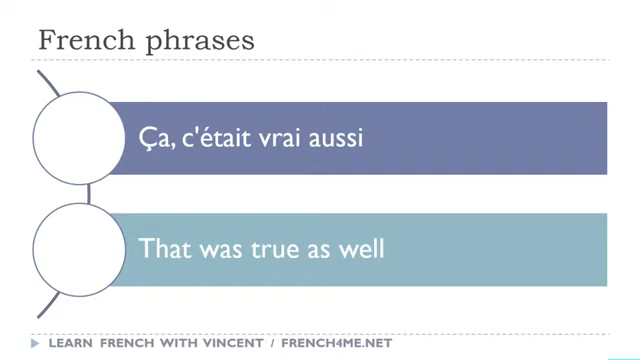 French phrases
Ça, c'était vrai aussi
That was true as well
LEARN FRENCH WITH VINCENT / FRENCH4ME.NET